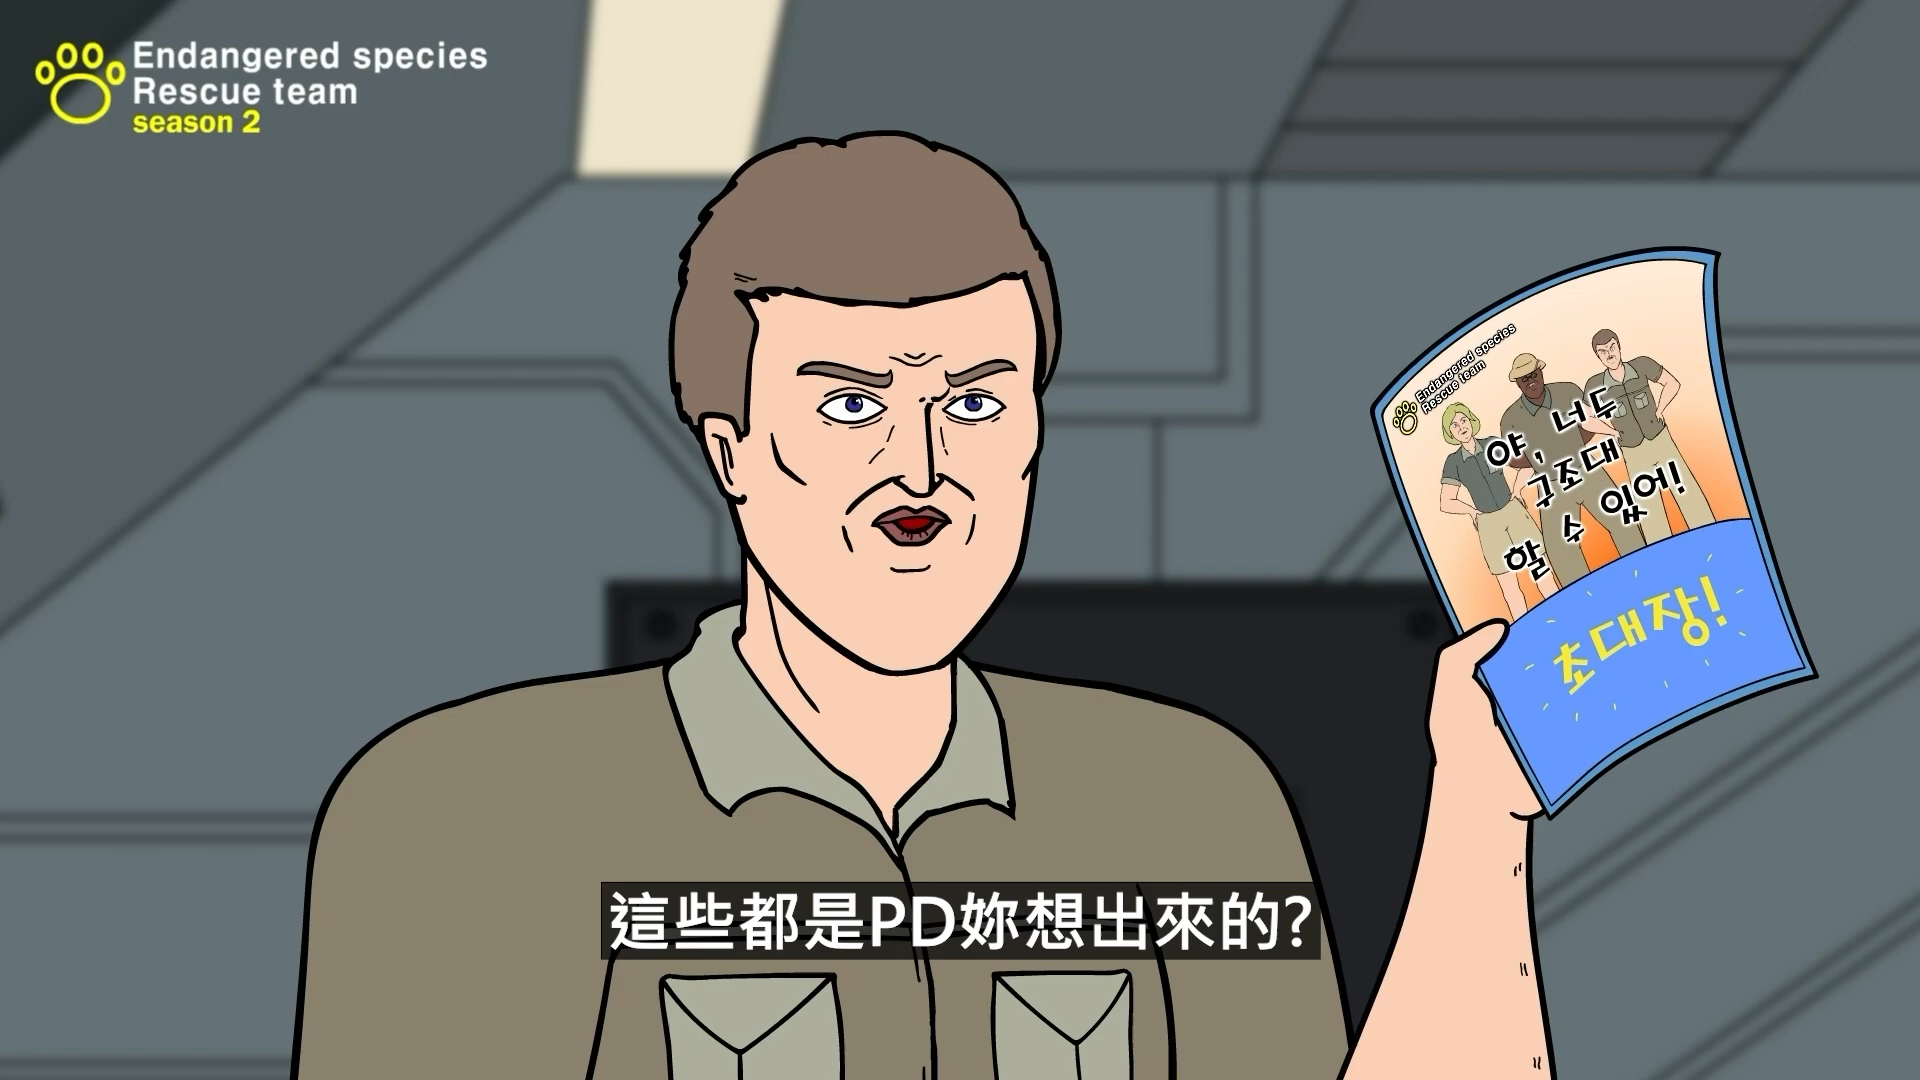 Endangered species
Rescue team
season 2
Endangered species
Rescue team
야, 너두
구조대
할 수 있어!
초대장!
這些都是PD妳想出來的?